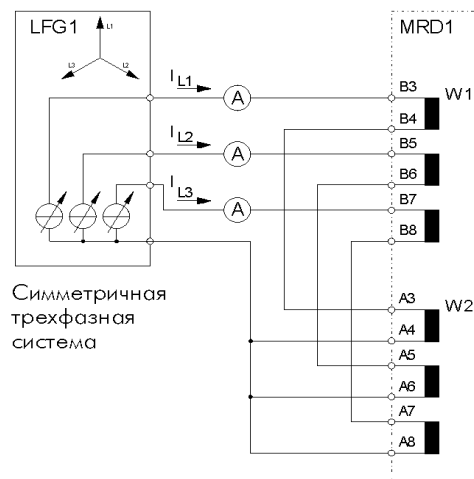 LFG1
MRD1
L1
L3
L2
I L1
A
B3
W1
B4
I L2
A
B5
B6
I L3
A
B7
B8
Симметричная
трехфазная
система
A3
W2
A4
A5
A6
A7
A8